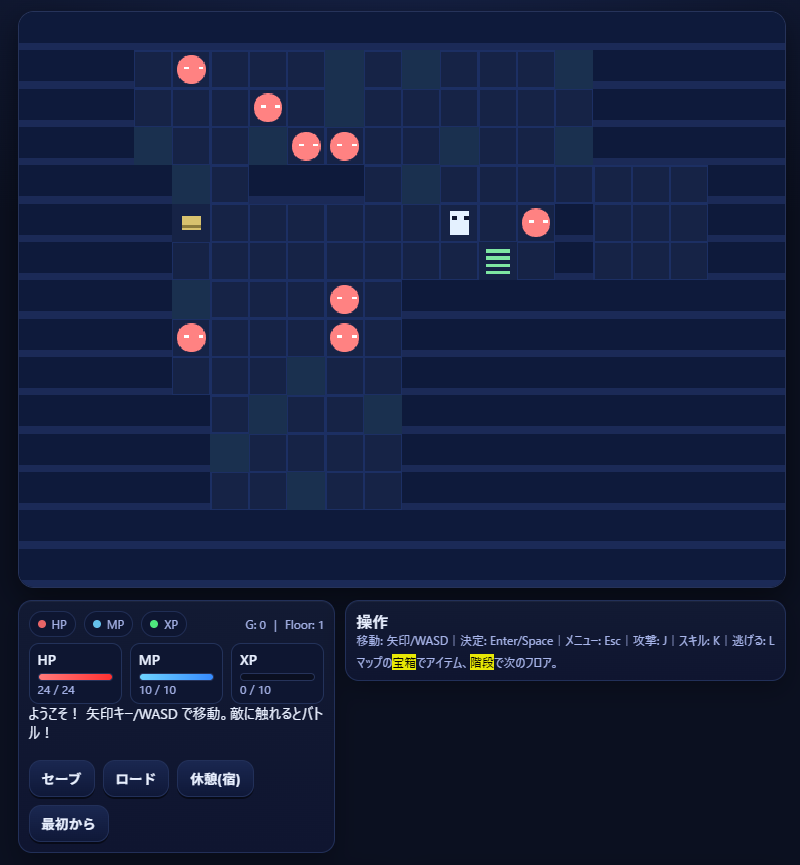 HP MP XP G: 0 | Floor: 1
HP MP XP
24 / 24 10 / 10 0 / 10
ようこそ！ 矢印キー/WASD で移動。敵に触れるとバト
ル！
セーブ ロード 休憩(宿)
最初から
操作
移動: 矢印/WASD | 決定: Enter/Space | メニュー: Esc | 攻撃: J | スキル: K | 逃げる: L
マップの宝箱でアイテム、階段で次のフロア。